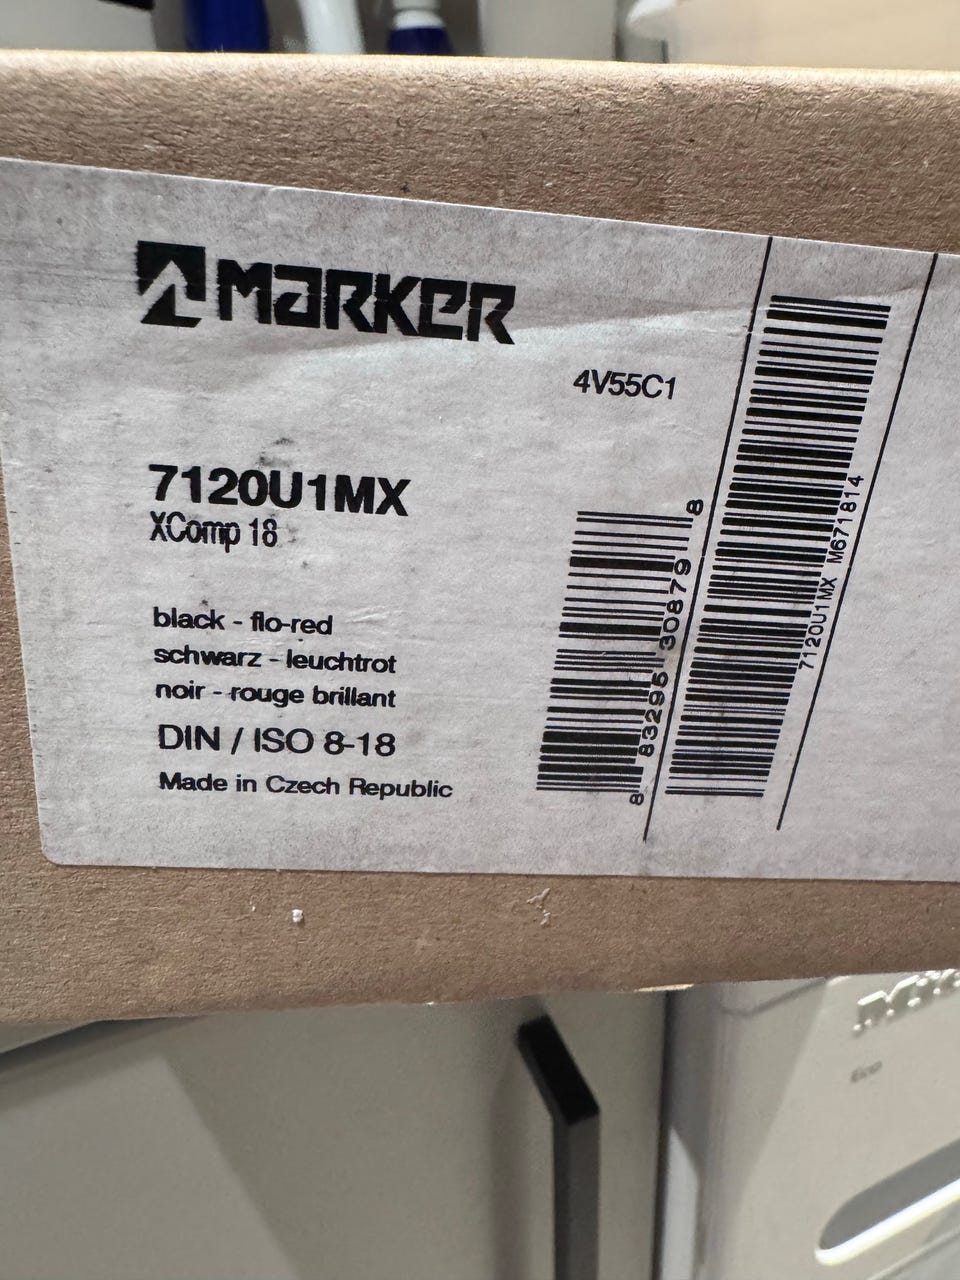 MARKER
4V55C1
7120U1MX
XComp 18
black - flo-red
schwarz - leuchtrot
noir - rouge brillant
DIN / ISO 8-18
Made in Czech Republic
8 83295 30879 8
7120U1MX M671814
Eco